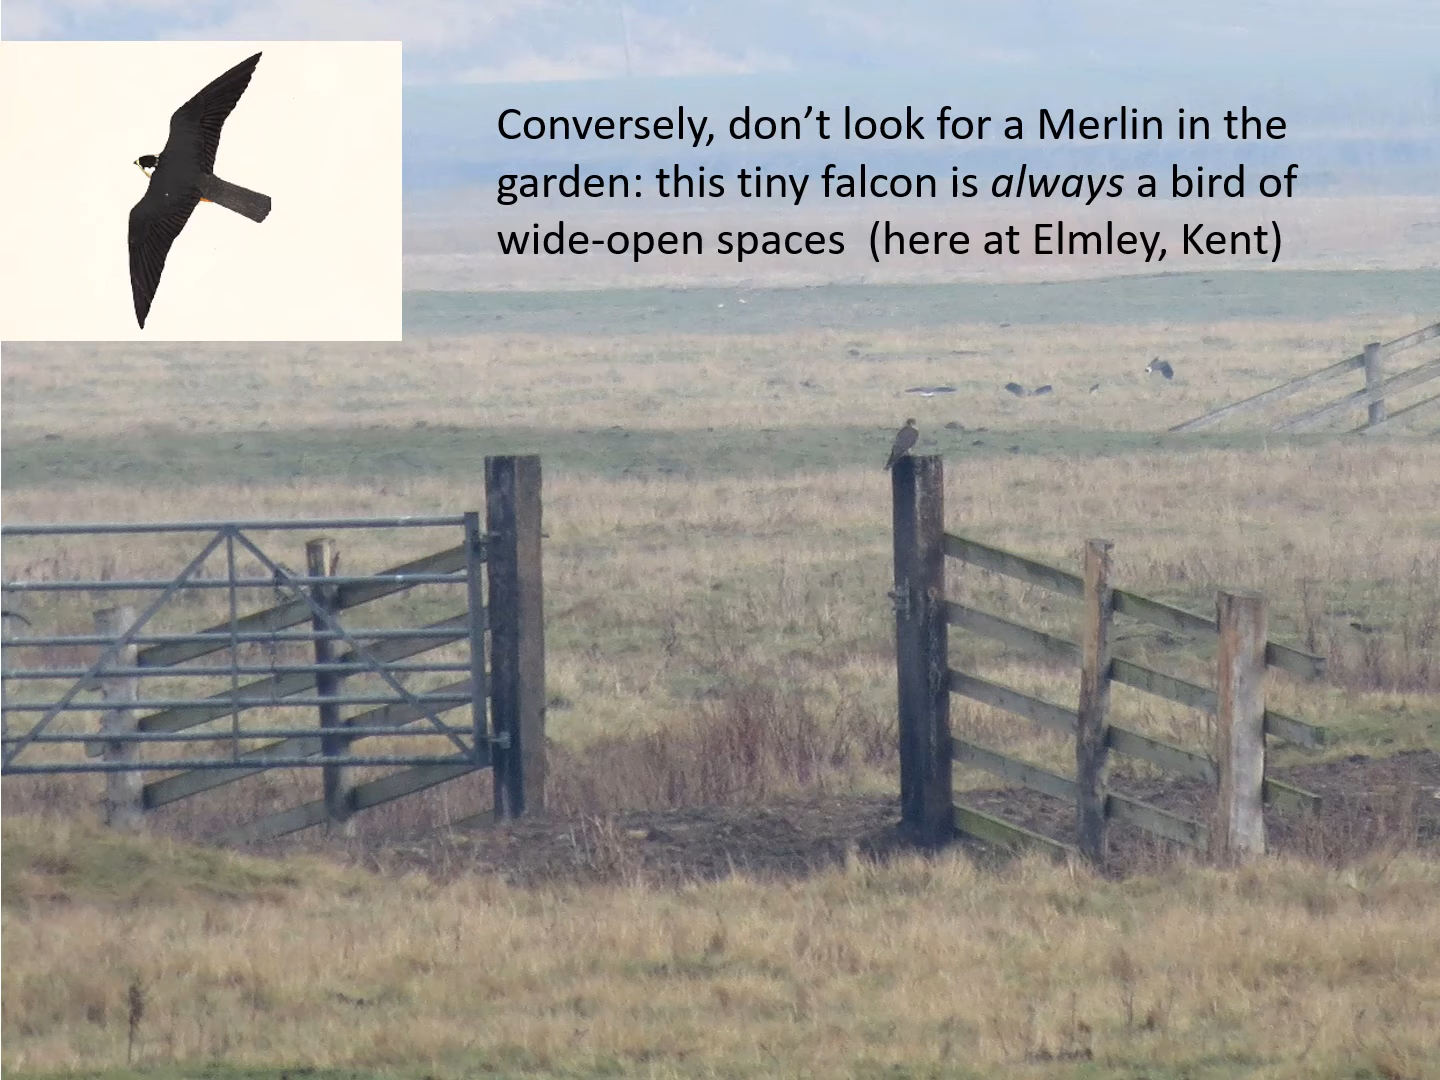 Conversely, don’t look for a Merlin in the
garden: this tiny falcon is always a bird of
wide-open spaces  (here at Elmley, Kent)